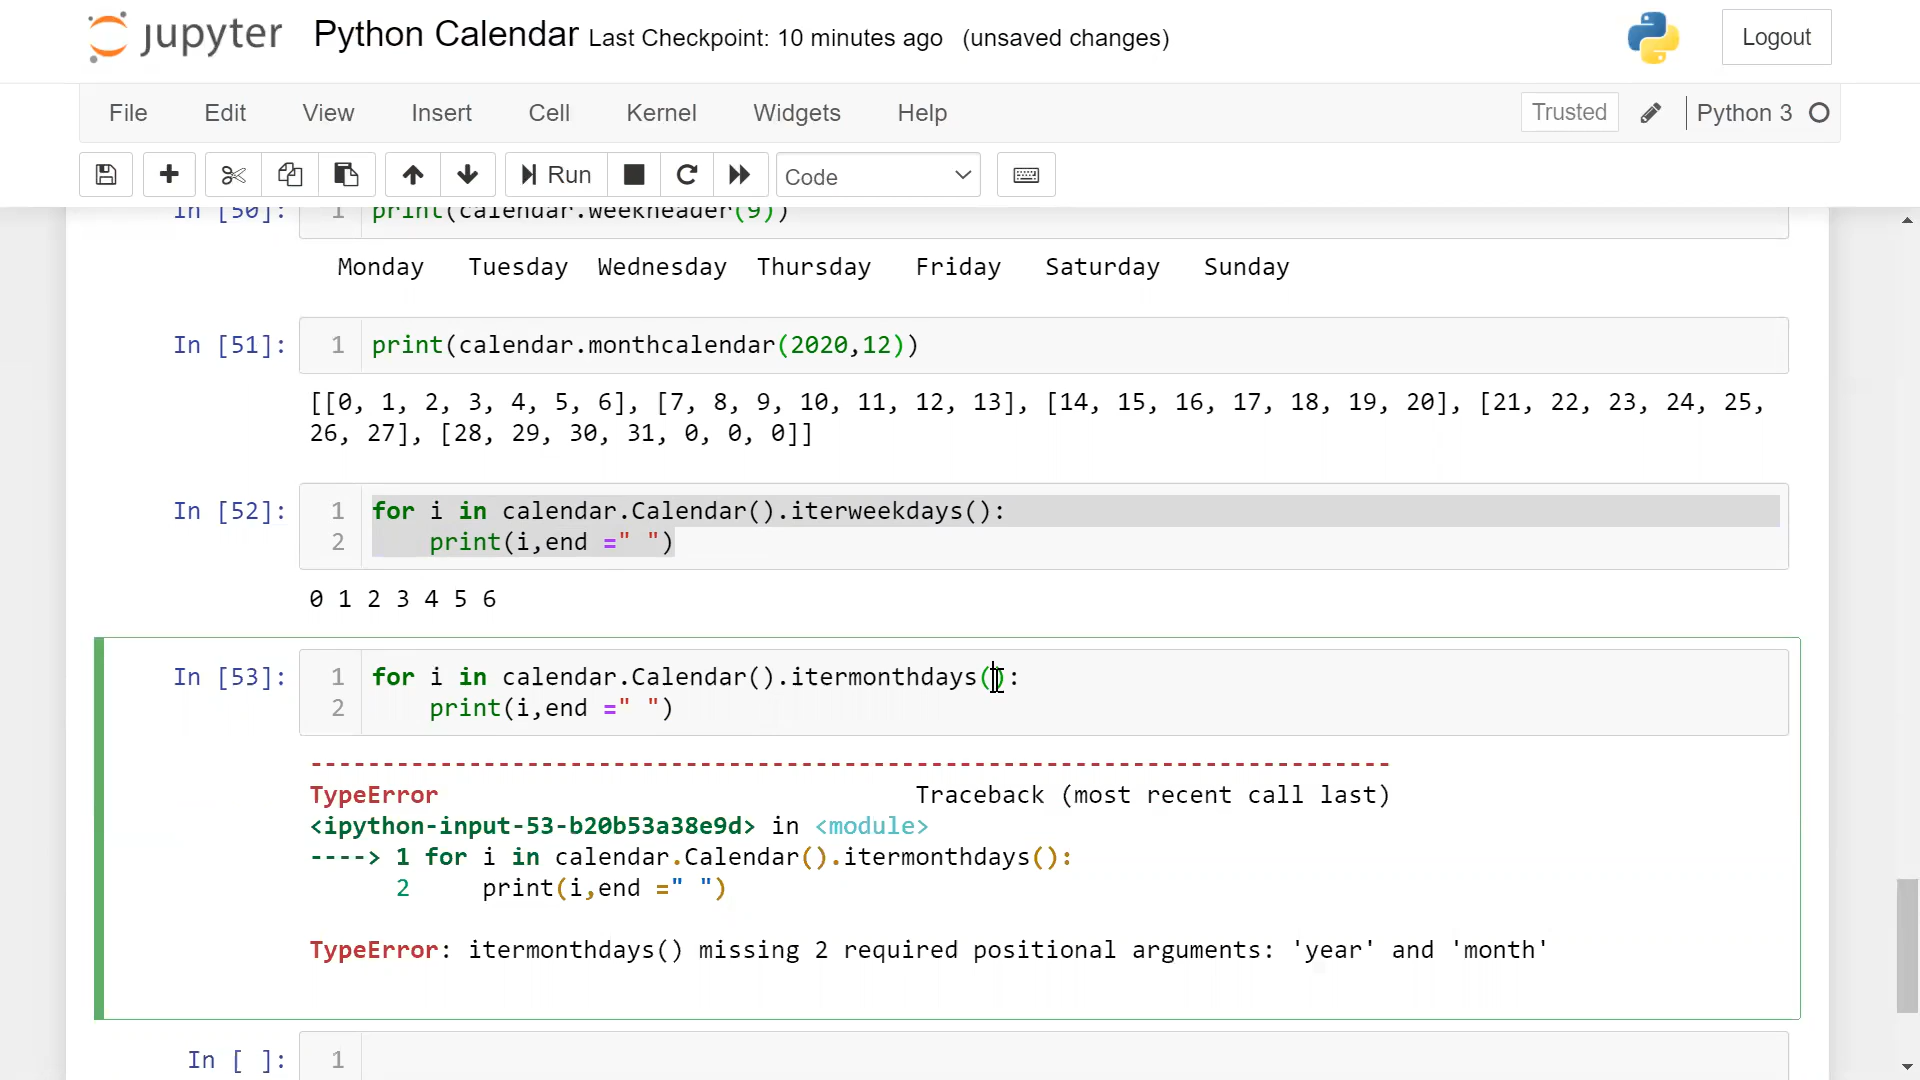 jupyter Python Calendar Last Checkpoint: 10 minutes ago (unsaved changes) Logout
File Edit View Insert Cell Kernel Widgets Help Trusted Python 3
Run Code
In [50]: 1 print(calendar.weekheader(9))
Monday Tuesday Wednesday Thursday Friday Saturday Sunday
In [51]: 1 print(calendar.monthcalendar(2020,12))
[[0, 1, 2, 3, 4, 5, 6], [7, 8, 9, 10, 11, 12, 13], [14, 15, 16, 17, 18, 19, 20], [21, 22, 23, 24, 25,
26, 27], [28, 29, 30, 31, 0, 0, 0]]
In [52]: 1 for i in calendar.Calendar().iterweekdays():
2 print(i,end =" ")
0 1 2 3 4 5 6
In [53]: 1 for i in calendar.Calendar().itermonthdays():
2 print(i,end =" ")
---------------------------------------------------------------------------
TypeError Traceback (most recent call last)
<ipython-input-53-b20b53a38e9d> in <module>
----> 1 for i in calendar.Calendar().itermonthdays():
2 print(i,end =" ")
TypeError: itermonthdays() missing 2 required positional arguments: 'year' and 'month'
In [ ]: 1